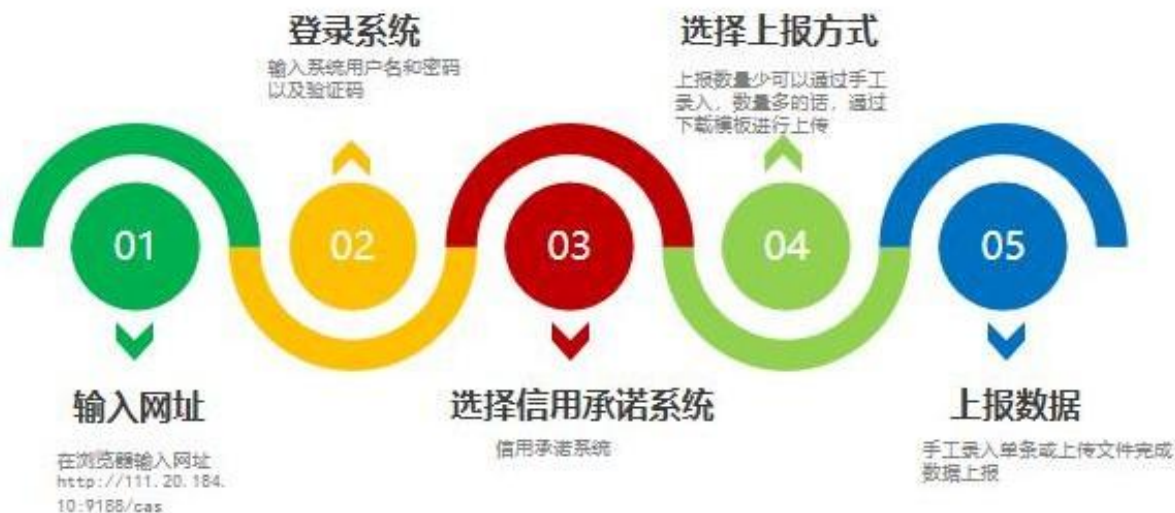 01
输入网址
在浏览器输入网址
http://111.20.184.
10:9188/cas
登录系统
输入系统用户名和密码
以及验证码
02
03
选择信用承诺系统
信用承诺系统
选择上报方式
上报数量少可以通过手工
录入，数量多的话，通过
下载模板进行上传
04
05
上报数据
手工录入单条或上传文件完成
数据上报